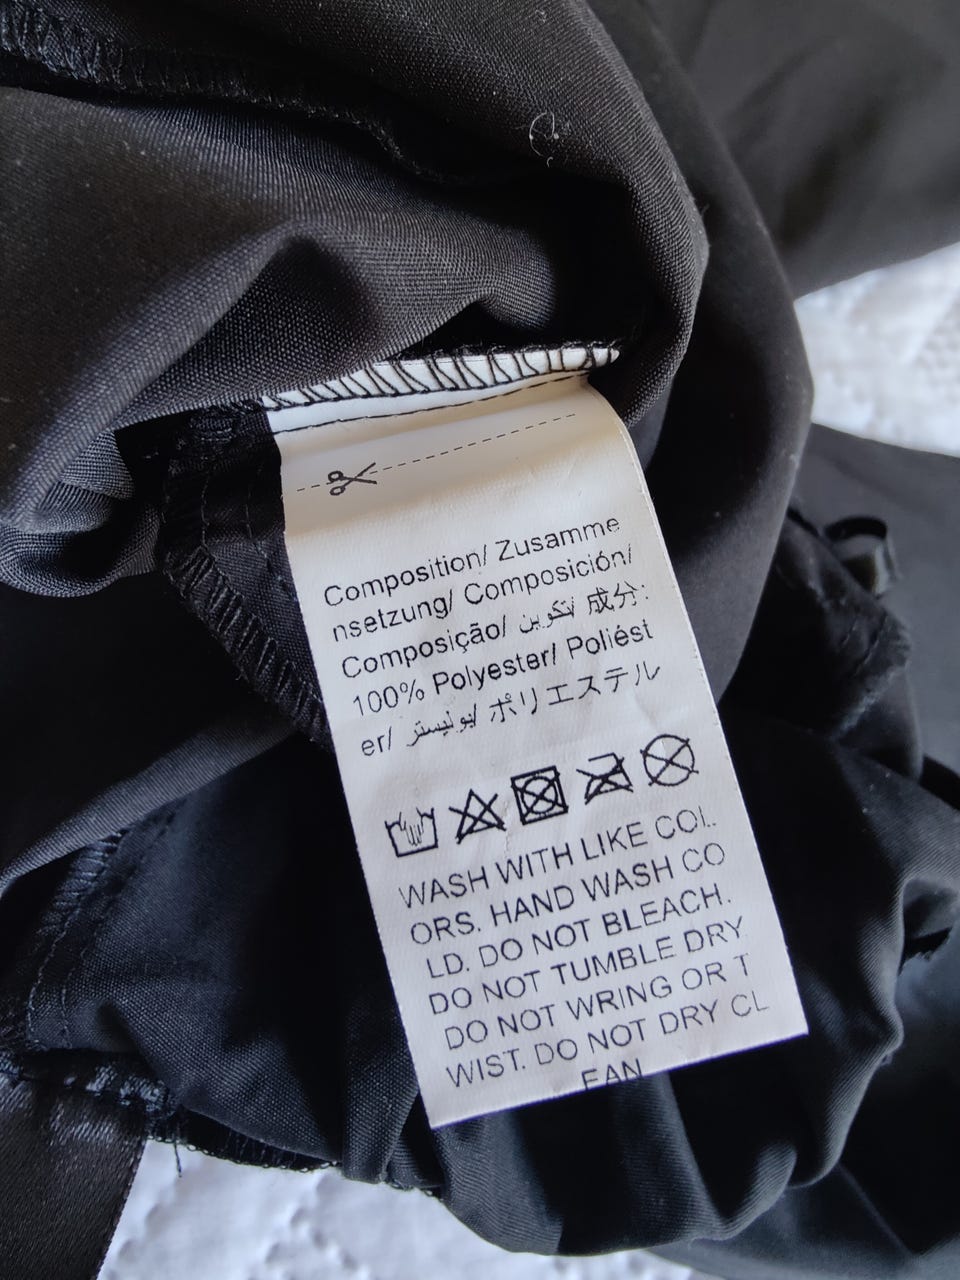 Composition/ Zusamme
nsetzung/ Composición/
Composição/ تكوين/ 成分:
100% Polyester/ Poliést
er/ بوليستر/ ポリエステル
WASH WITH LIKE COL
ORS. HAND WASH CO
LD. DO NOT BLEACH.
DO NOT TUMBLE DRY
DO NOT WRING OR T
WIST. DO NOT DRY CL
EAN